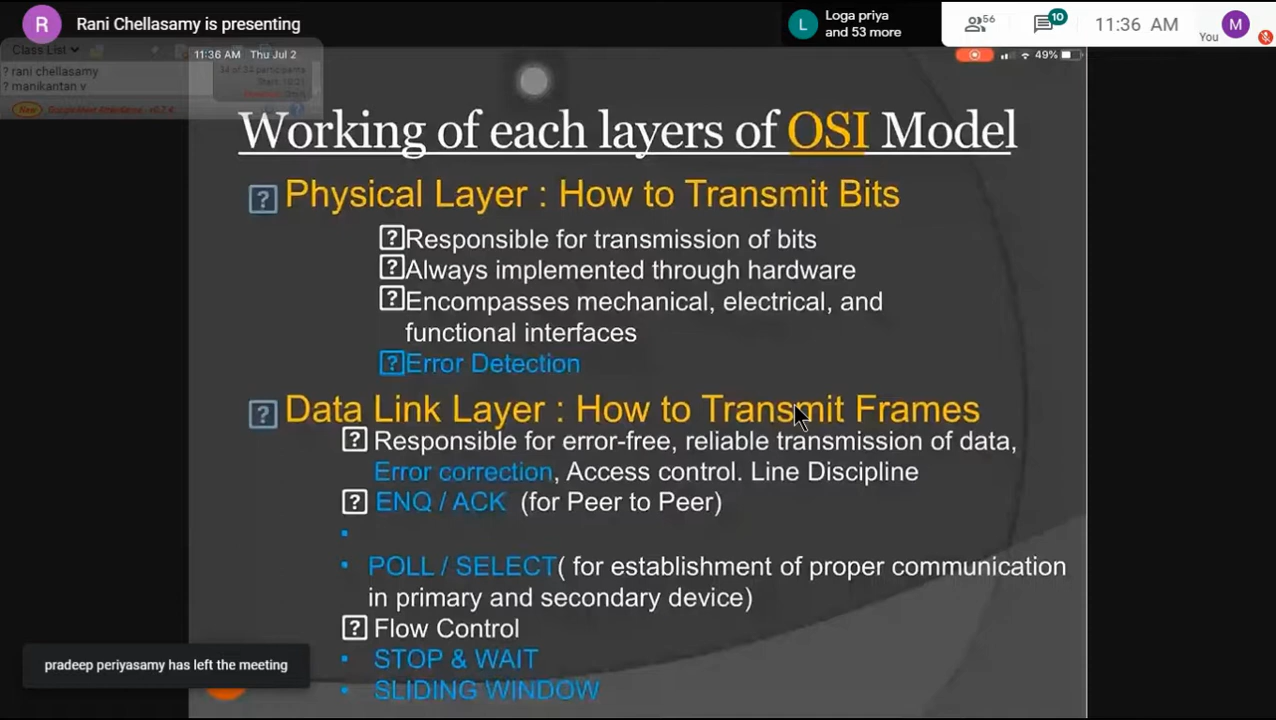 R Rani Chellasamy is presenting
L Loga priya
and 53 more
56
10
11:36 AM
You M
Class List
11:36 AM Thu Jul 2
49%
? rani chellasamy
? manikantan v
34 of 34 participants
New
Working of each layers of OSI Model
? Physical Layer : How to Transmit Bits
? Responsible for transmission of bits
? Always implemented through hardware
? Encompasses mechanical, electrical, and
functional interfaces
? Error Detection
? Data Link Layer : How to Transmit Frames
? Responsible for error-free, reliable transmission of data,
Error correction, Access control. Line Discipline
? ENQ / ACK (for Peer to Peer)
POLL / SELECT( for establishment of proper communication
in primary and secondary device)
? Flow Control
STOP & WAIT
SLIDING WINDOW
pradeep periyasamy has left the meeting